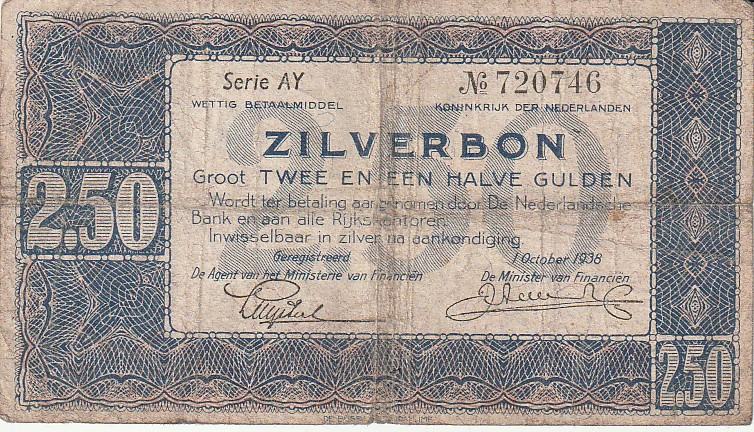 Serie AY № 720746
WETTIG BETAALMIDDEL KONINKRIJK DER NEDERLANDEN
250
ZILVERBON
Groot TWEE EN EEN HALVE GULDEN
2.50
Wordt ter betaling aangenomen door De Nederlandsche
Bank en aan alle Rijkskantoren.
Inwisselbaar in zilver na aankondiging
Geregistreerd 1 October 1938
De Agent van het Ministerie van Financiën De Minister van Financiën
2.50